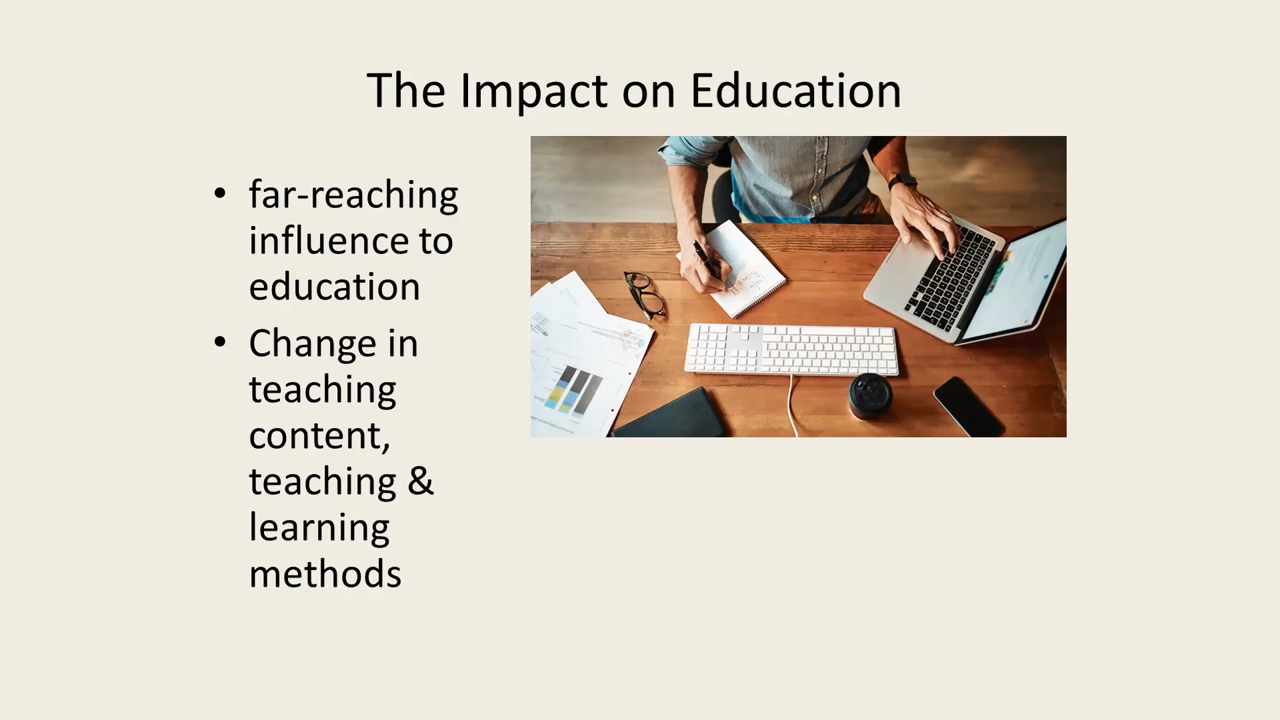 The Impact on Education
• far-reaching
influence to
education
• Change in
teaching
content,
teaching &
learning
methods